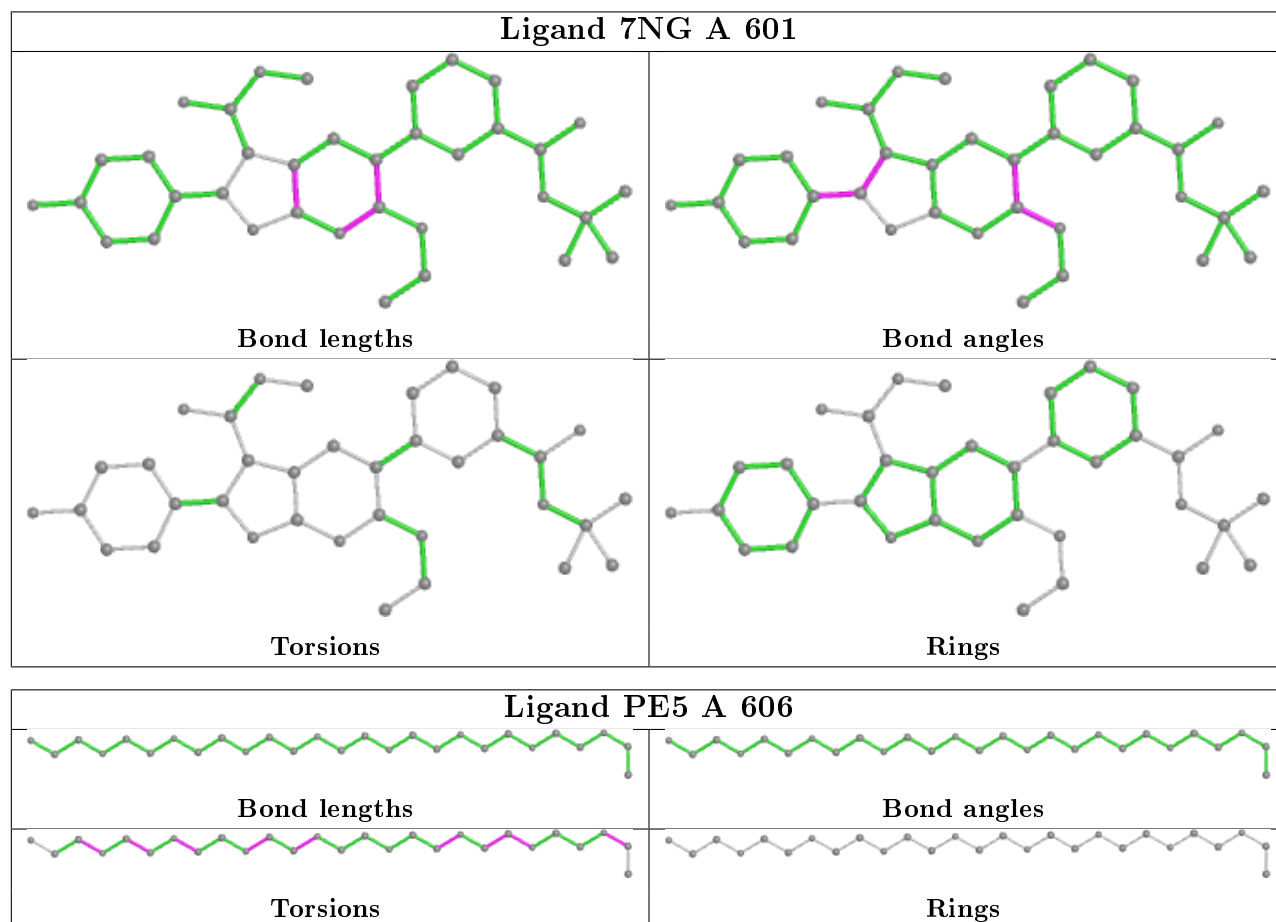 Ligand 7NG A 601
Bond lengths
Bond angles
Torsions
Rings
Ligand PE5 A 606
Bond lengths
Bond angles
Torsions
Rings